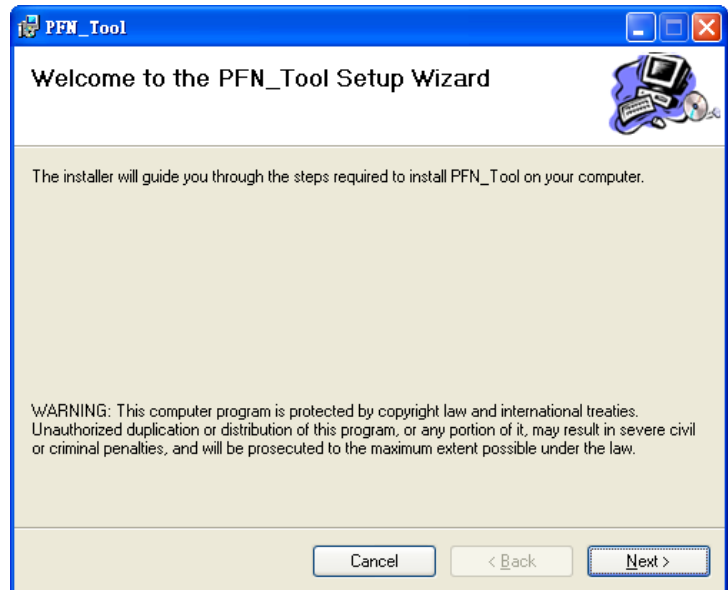 PFN_Tool
Welcome to the PFN_Tool Setup Wizard
The installer will guide you through the steps required to install PFN_Tool on your computer.
WARNING: This computer program is protected by copyright law and international treaties.
Unauthorized duplication or distribution of this program, or any portion of it, may result in severe civil
or criminal penalties, and will be prosecuted to the maximum extent possible under the law.
Cancel < Back Next >